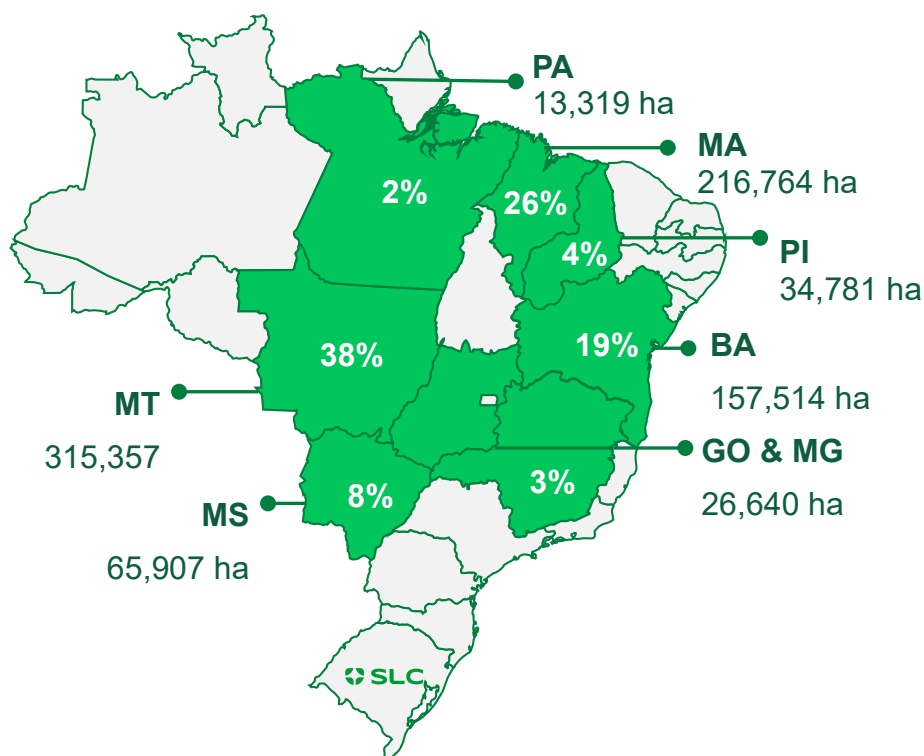 PA
13,319 ha
MA
216,764 ha
2%
26%
4%
PI
34,781 ha
38%
19%
BA
157,514 ha
MT
315,357
GO & MG
26,640 ha
3%
8%
MS
65,907 ha
SLC